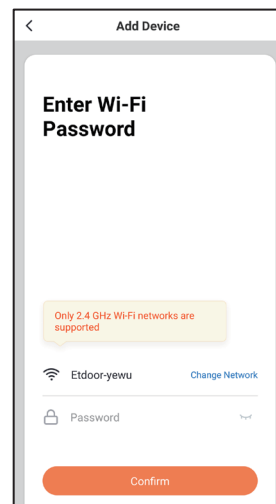 Add Device
Enter Wi-Fi
Password
Only 2.4 GHz Wi-Fi networks are
supported
Etdoor-yewu Change Network
Password
Confirm